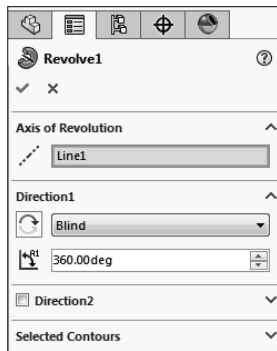 Revolve1
Axis of Revolution
Line1
Direction1
Blind
360.00deg
Direction2
Selected Contours